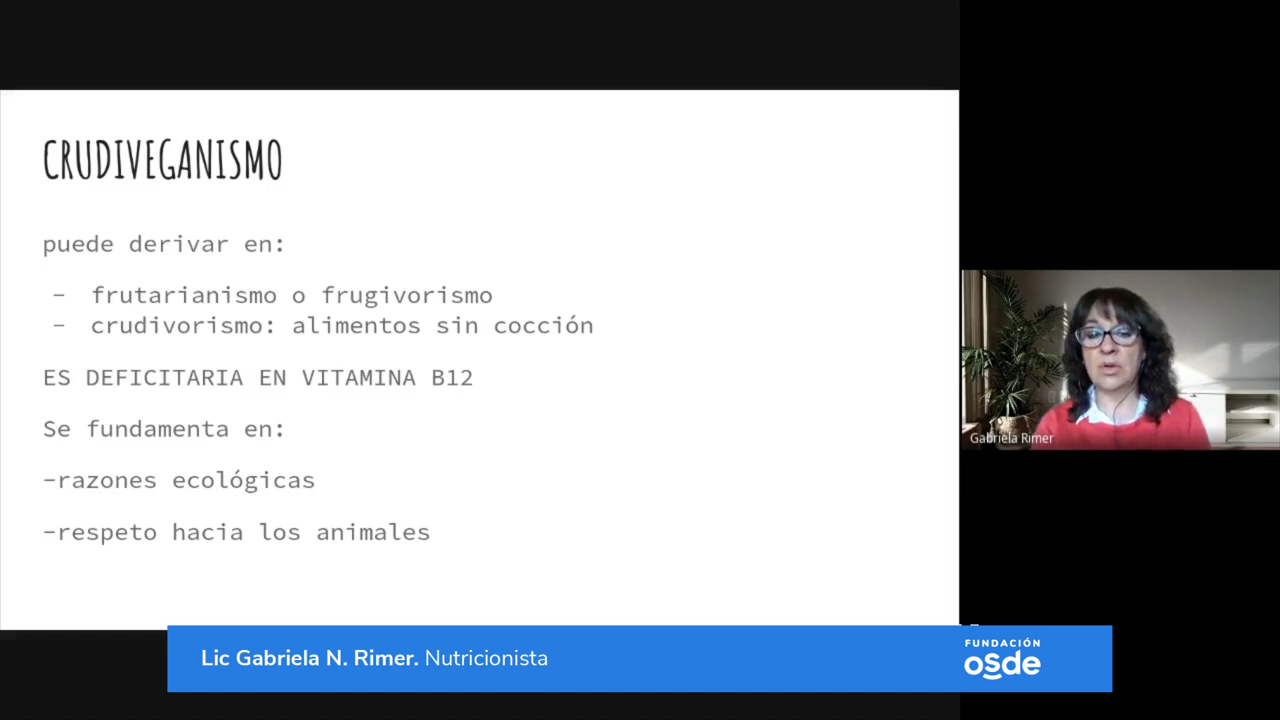 CRUDIVEGANISMO
puede derivar en:
- frutarianismo o frugivorismo
- crudivorismo: alimentos sin cocción
ES DEFICITARIA EN VITAMINA B12
Se fundamenta en:
-razones ecológicas
-respeto hacia los animales
Gabriela Rimer
Lic Gabriela N. Rimer. Nutricionista
FUNDACIÓN
osde